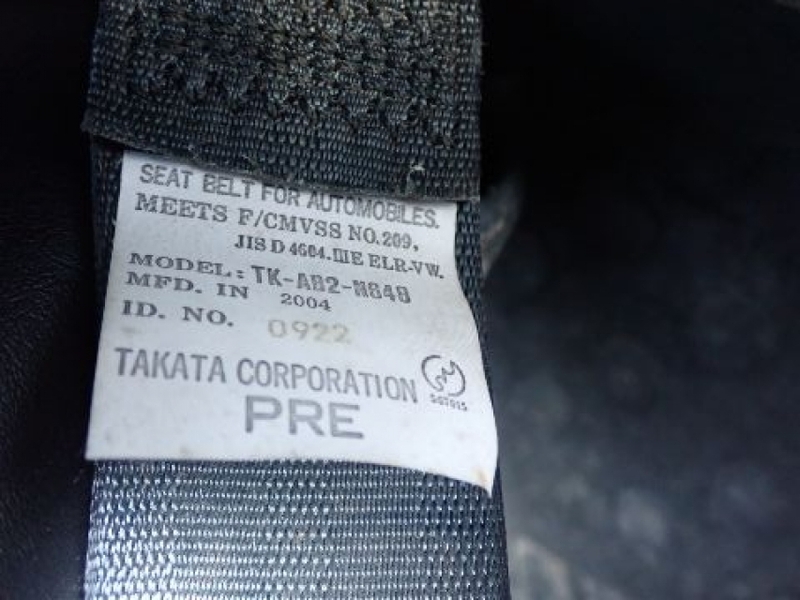 SEAT BELT FOR AUTOMOBILES.
MEETS F/CMVSS NO.209,
JIS D 4604.IIIE ELR-VW.
MODEL: TK-AB2-N848
MFD. IN 2004
ID. NO. 0922
TAKATA CORPORATION
PRE